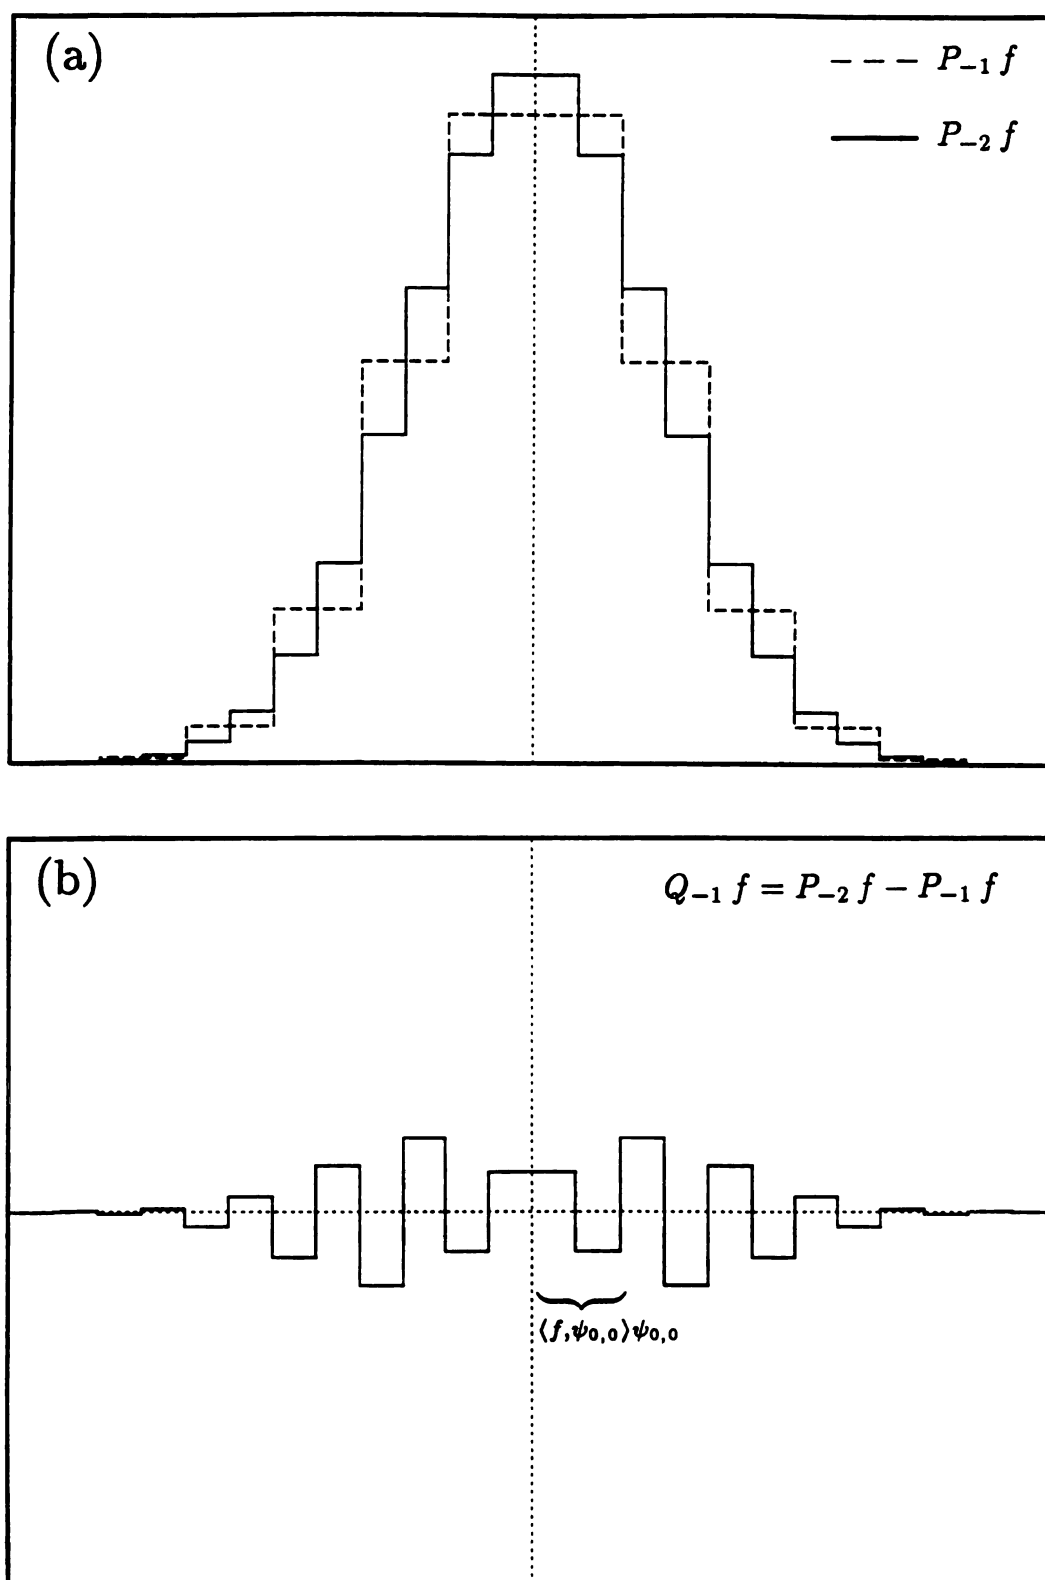 (a)
P₋₁ f
P₋₂ f
(b)
Q₋₁ f = P₋₂ f − P₋₁ f
⟨f,ψ₀,₀⟩ψ₀,₀